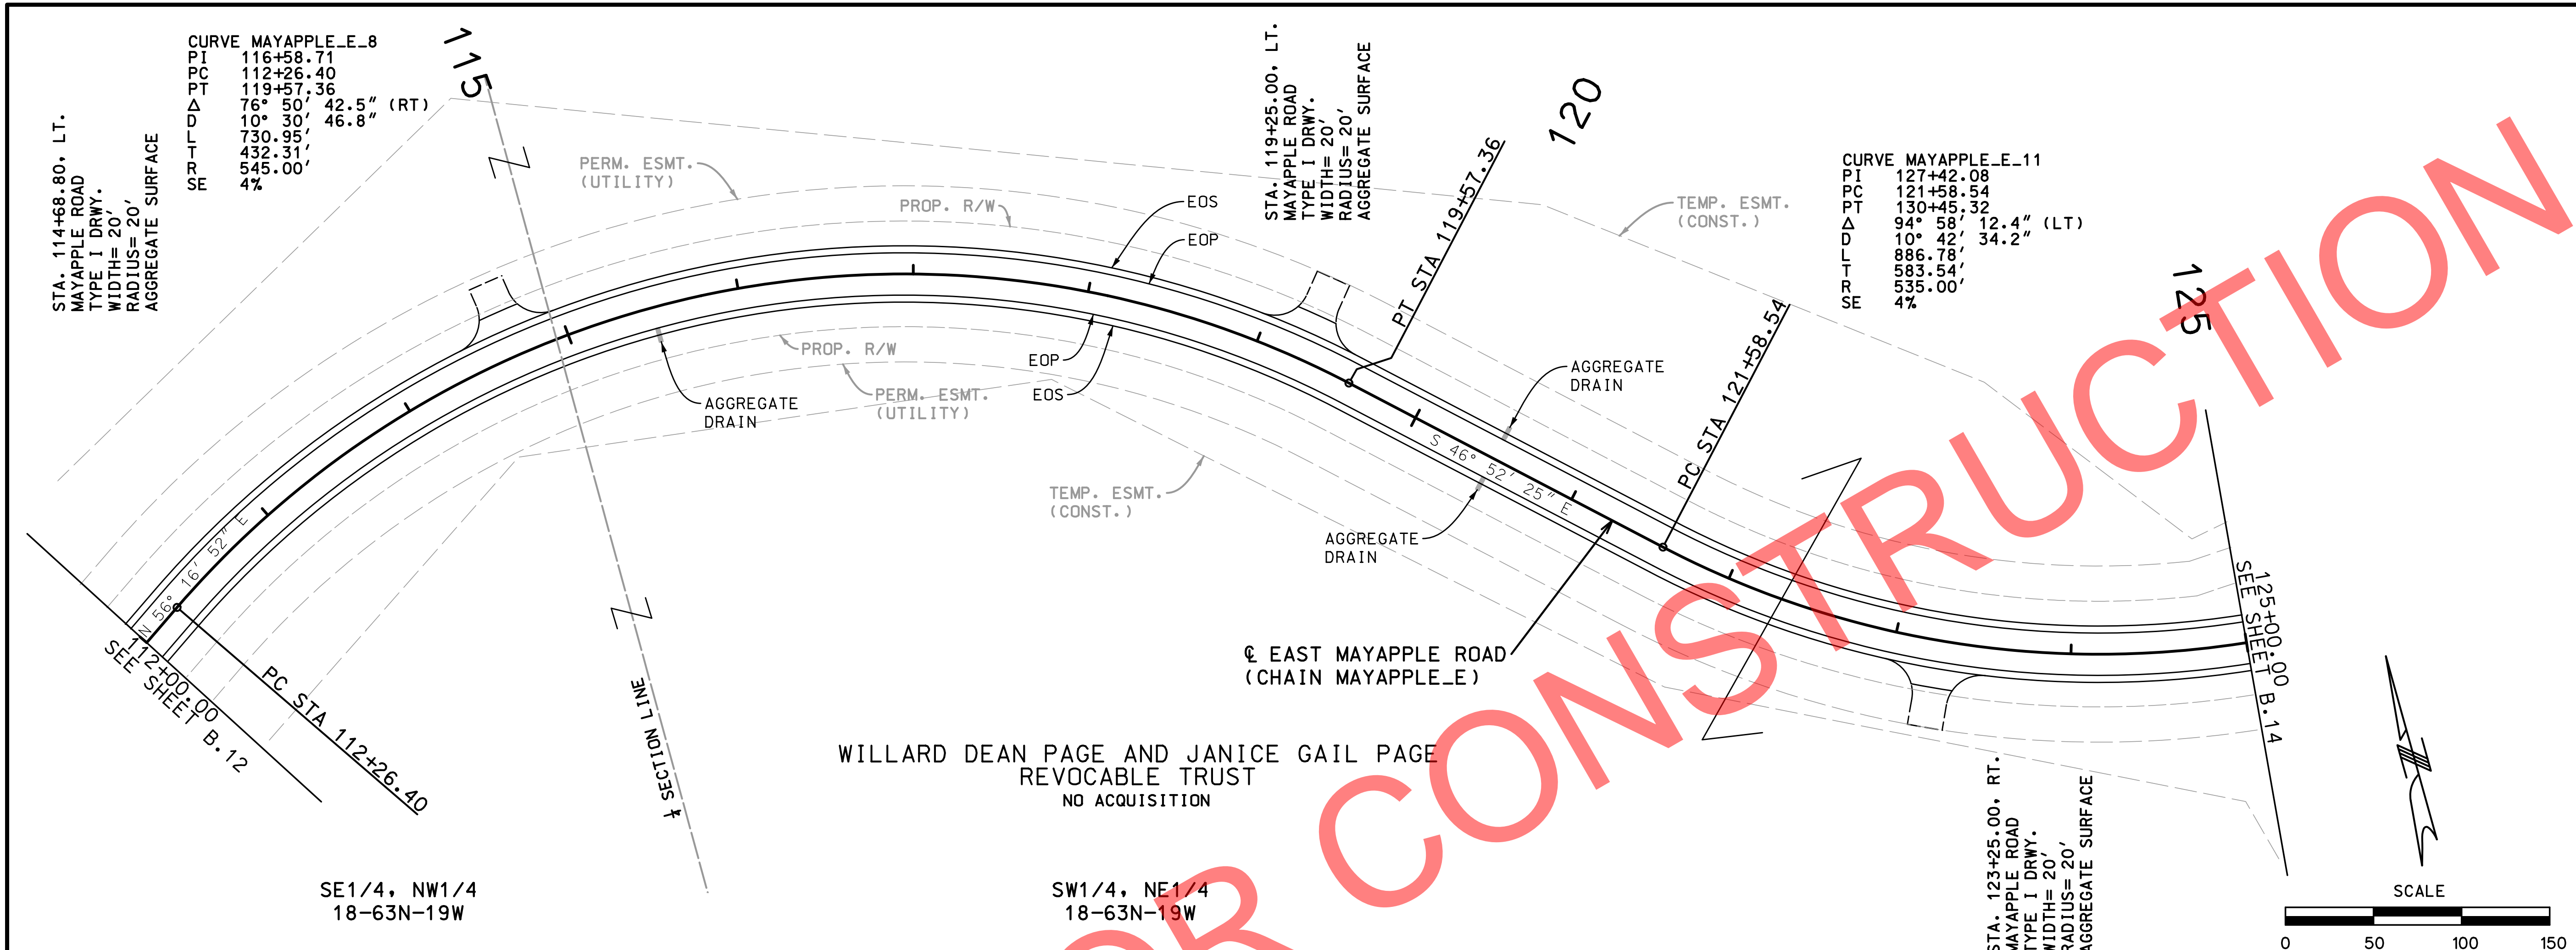 CURVE MAYAPPLE_E_8
PI 116+58.71
PC 112+26.40
PT 119+57.36
Δ 76° 50' 42.5" (RT)
D 10° 30' 46.8"
L 730.95'
T 432.31'
R 545.00'
SE 4%
STA. 114+68.80, LT.
MAYAPPLE ROAD
TYPE I DRWY.
WIDTH= 20'
RADIUS= 20'
AGGREGATE SURFACE
115
PERM. ESMT.
(UTILITY)
PROP. R/W
EOS
EOP
STA. 119+25.00, LT.
MAYAPPLE ROAD
TYPE I DRWY.
WIDTH= 20'
RADIUS= 20'
AGGREGATE SURFACE
PT STA 119+57.36
120
TEMP. ESMT.
(CONST.)
CURVE MAYAPPLE_E_11
PI 127+42.08
PC 121+58.54
PT 130+45.32
Δ 94° 58' 12.4" (LT)
D 10° 42' 34.2"
L 886.78'
T 583.54'
R 535.00'
SE 4%
125
PROP. R/W
PERM. ESMT.
(UTILITY)
EOP
EOS
AGGREGATE
DRAIN
AGGREGATE
DRAIN
PC STA 121+58.54
S 46° 52' 25" E
TEMP. ESMT.
(CONST.)
AGGREGATE
DRAIN
N 56° 16' 52" E
112+00.00
SEE SHEET B.12
PC STA 112+26.40
℄ EAST MAYAPPLE ROAD
(CHAIN MAYAPPLE_E)
125+00.00
SEE SHEET B.14
SECTION LINE
WILLARD DEAN PAGE AND JANICE GAIL PAGE
REVOCABLE TRUST
NO ACQUISITION
SE1/4, NW1/4
18-63N-19W
SW1/4, NE1/4
18-63N-19W
STA. 123+25.00, RT.
MAYAPPLE ROAD
TYPE I DRWY.
WIDTH= 20'
RADIUS= 20'
AGGREGATE SURFACE
N
SCALE
0 50 100 150
OR CONSTRUCTION